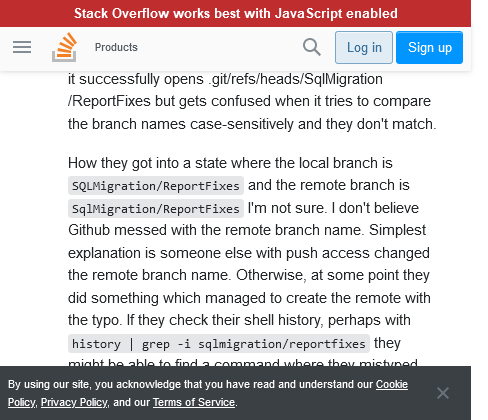 Stack Overflow works best with JavaScript enabled
Products
Log in
Sign up
it successfully opens .git/refs/heads/SqlMigration
/ReportFixes but gets confused when it tries to compare
the branch names case-sensitively and they don't match.
How they got into a state where the local branch is
SQLMigration/ReportFixes and the remote branch is
SqlMigration/ReportFixes I'm not sure. I don't believe
Github messed with the remote branch name. Simplest
explanation is someone else with push access changed
the remote branch name. Otherwise, at some point they
did something which managed to create the remote with
the typo. If they check their shell history, perhaps with
history | grep -i sqlmigration/reportfixes they
might be able to find a command where they mistyped
By using our site, you acknowledge that you have read and understand our Cookie
Policy, Privacy Policy, and our Terms of Service.